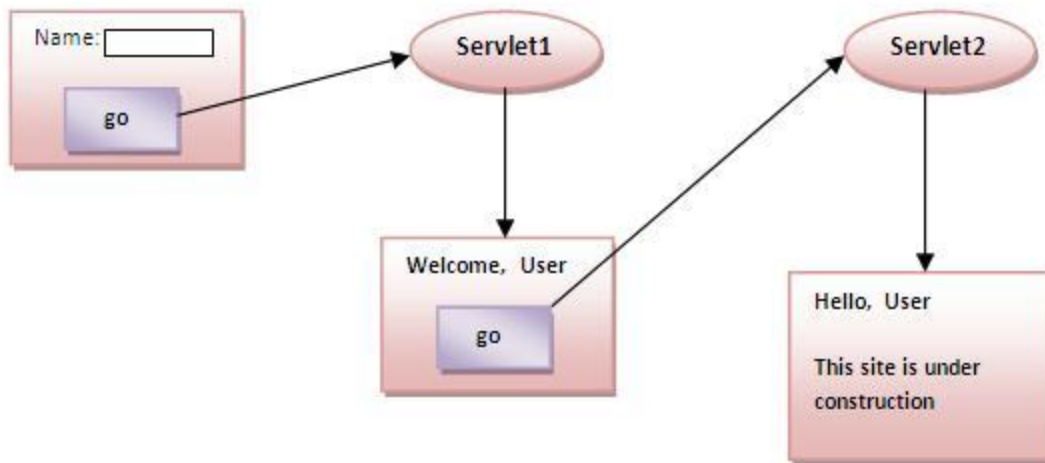 Name:
go
Servlet1
Welcome, User
go
Servlet2
Hello, User
This site is under
construction